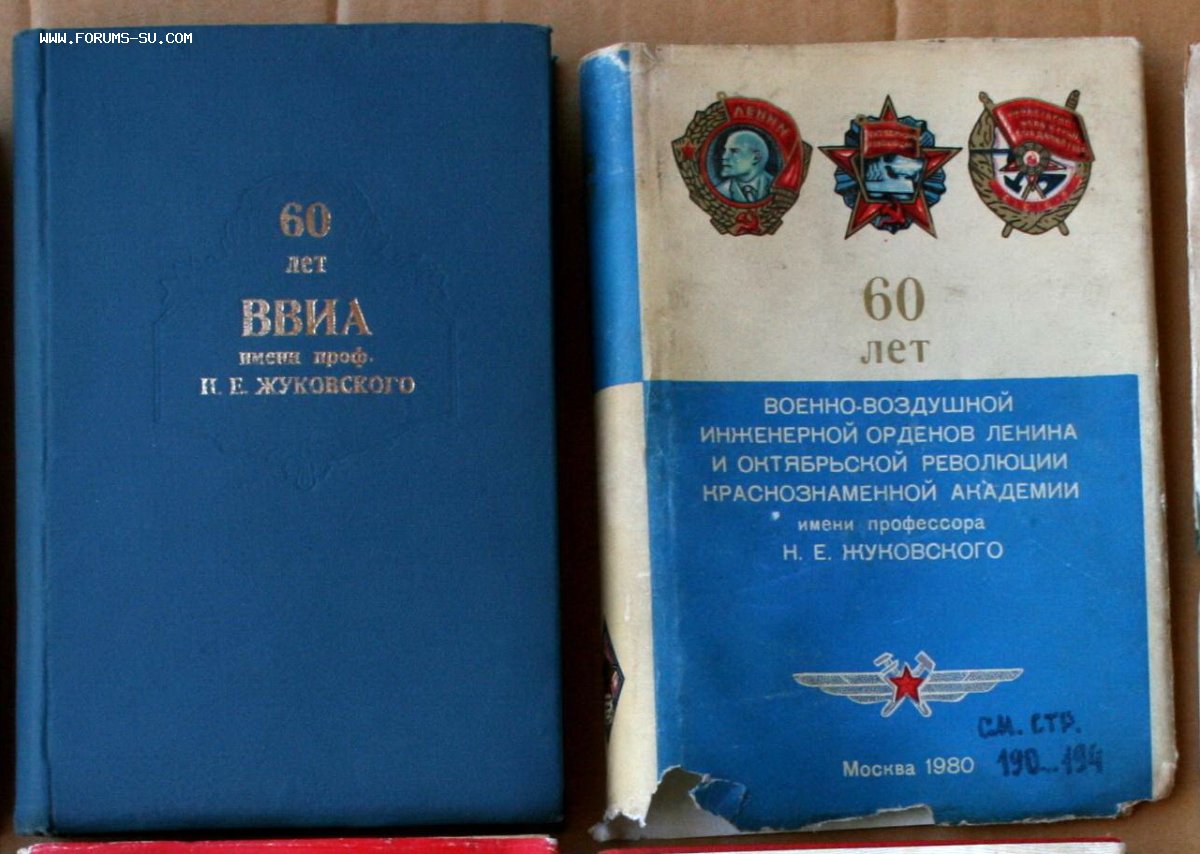 WWW.FORUMS-SU.COM
60
лет
ВВИА
имени проф.
Н. Е. ЖУКОВСКОГО
ЛЕНИН
60
лет
ВОЕННО-ВОЗДУШНОЙ
ИНЖЕНЕРНОЙ ОРДЕНОВ ЛЕНИНА
И ОКТЯБРЬСКОЙ РЕВОЛЮЦИИ
КРАСНОЗНАМЕННОЙ АКАДЕМИИ
имени профессора
Н. Е. ЖУКОВСКОГО
см. стр.
Москва 1980
190...194